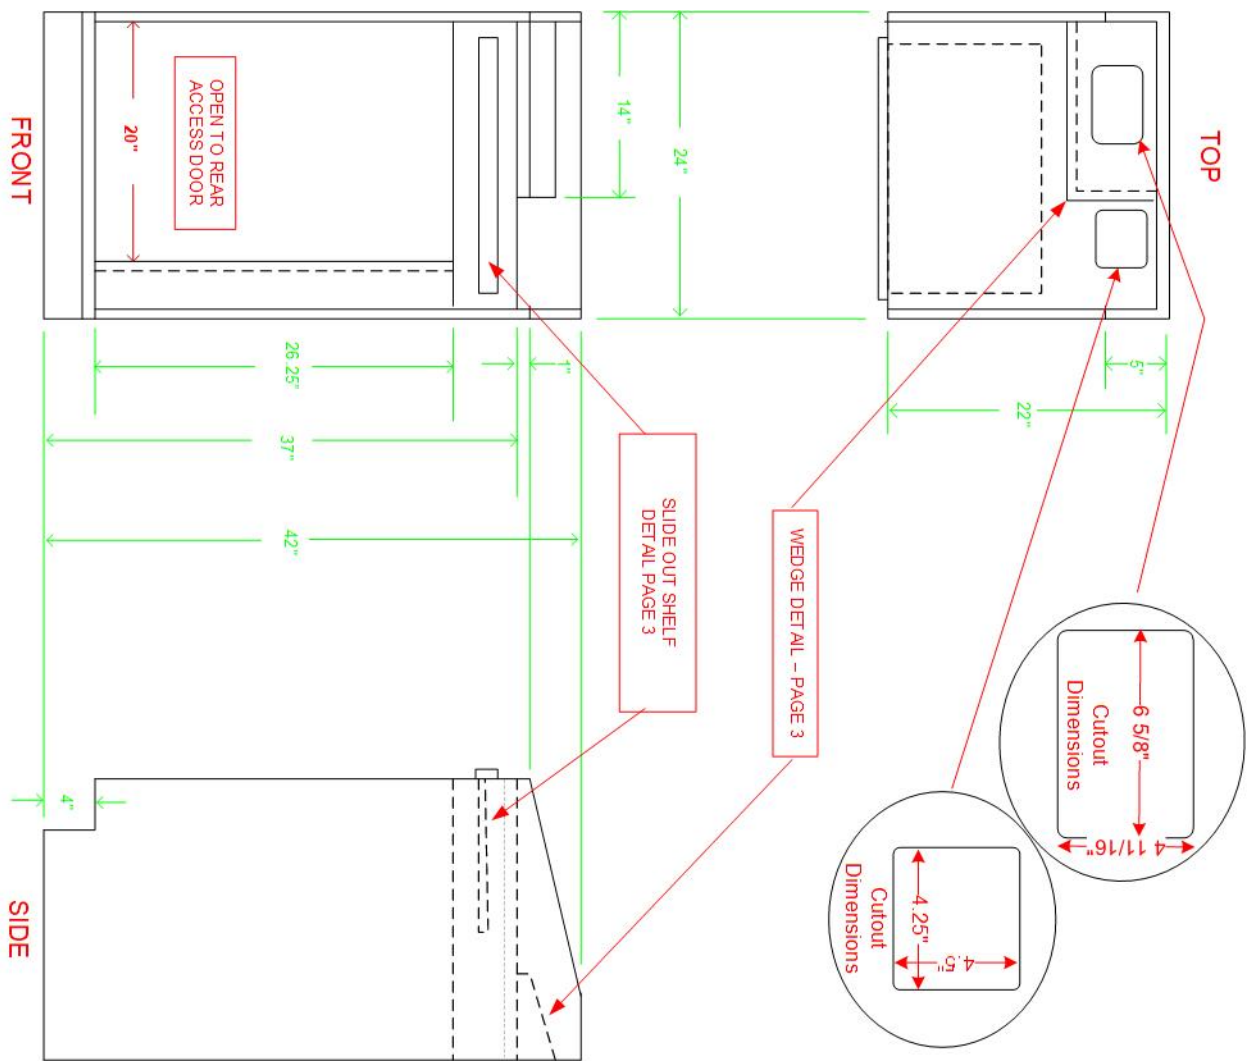 TOP
5"
22"
14"
24"
6 5/8"
4 11/16"
Cutout
Dimensions
4.25"
4.5"
Cutout
Dimensions
WEDGE DETAIL – PAGE 3
SLIDE OUT SHELF
DETAIL PAGE 3
OPEN TO REAR
ACCESS DOOR
20"
1"
26.25"
37"
42"
4"
FRONT
SIDE